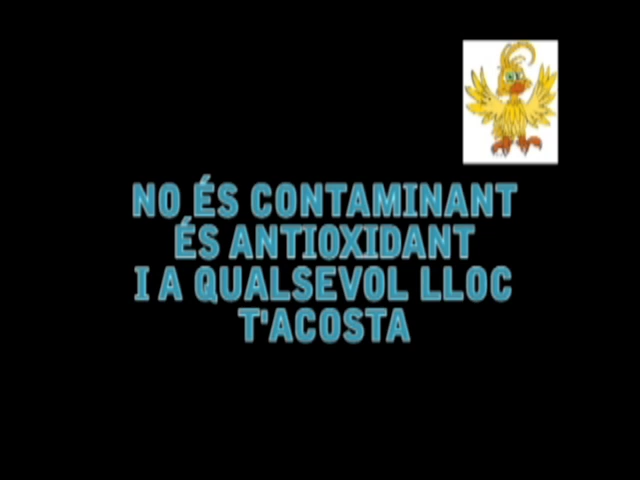 NO ÉS CONTAMINANT
ÉS ANTIOXIDANT
I A QUALSEVOL LLOC
T'ACOSTA